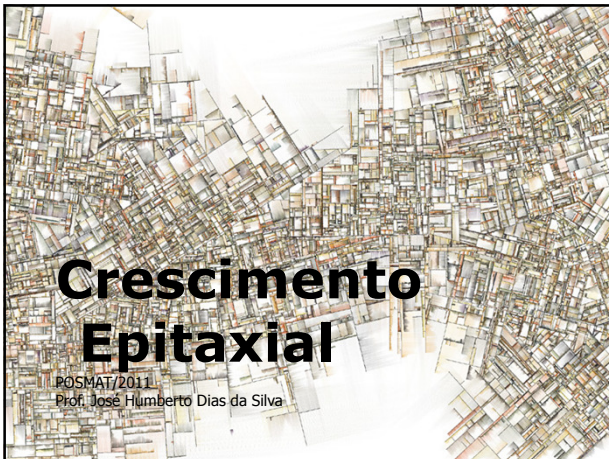 Crescimento
Epitaxial
POSMAT/2011
Prof. José Humberto Dias da Silva